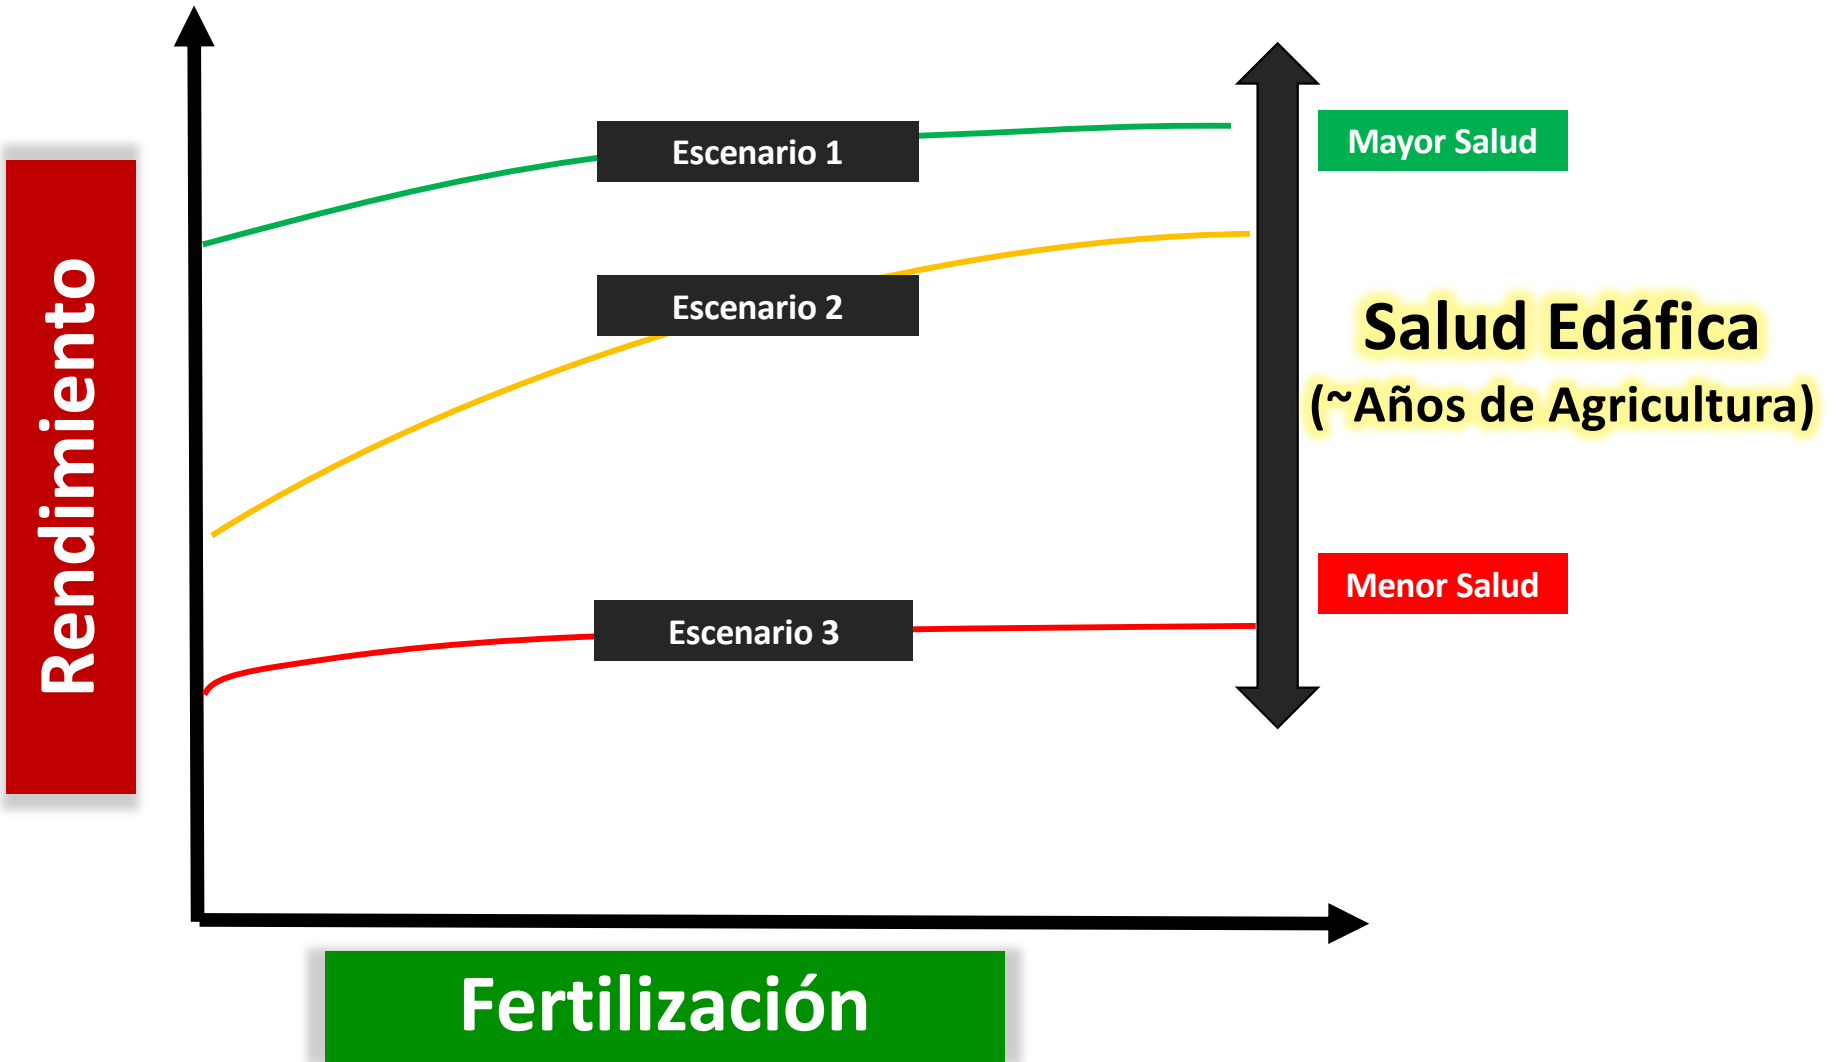 Rendimiento
Escenario 1
Mayor Salud
Escenario 2
Salud Edáfica
(~Años de Agricultura)
Menor Salud
Escenario 3
Fertilización